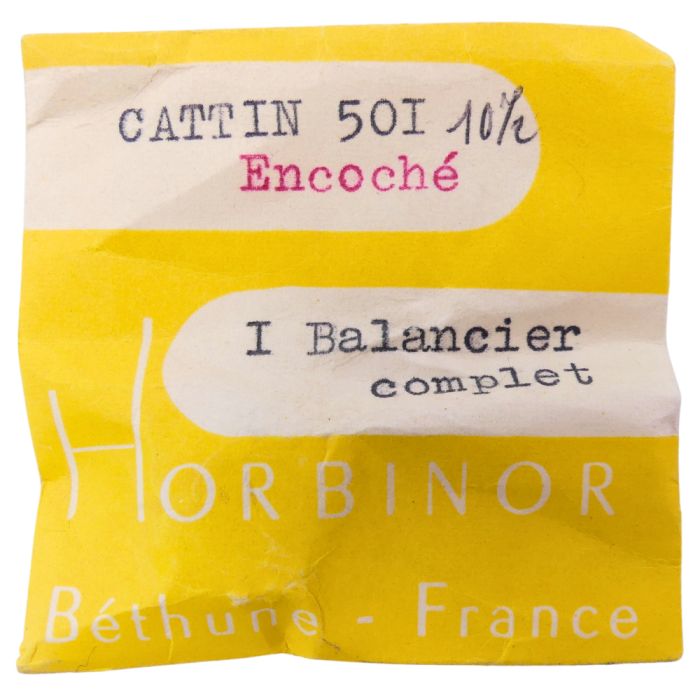 CATTIN 50I 10½
Encoché
I Balancier
complet
HORBINOR
Béthune - France